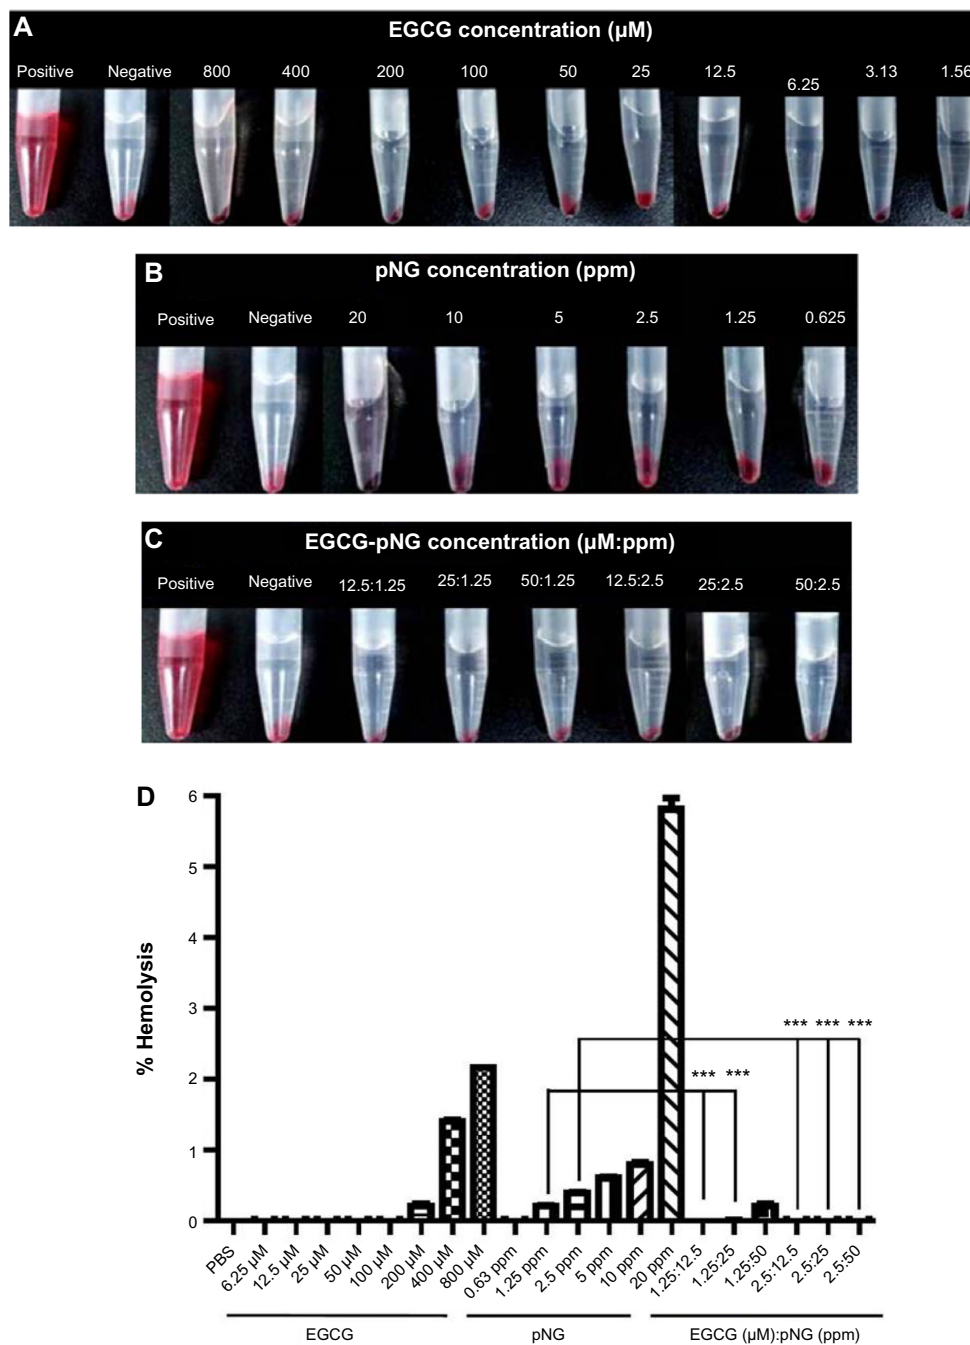 A
EGCG concentration (µM)
Positive Negative 800 400 200 100 50 25 12.5 6.25 3.13 1.56
B
pNG concentration (ppm)
Positive Negative 20 10 5 2.5 1.25 0.625
C
EGCG-pNG concentration (µM:ppm)
Positive Negative 12.5:1.25 25:1.25 50:1.25 12.5:2.5 25:2.5 50:2.5
D
% Hemolysis
6
5
4
3
2
1
0
*** *** ***
*** ***
PBS 6.25 µM 12.5 µM 25 µM 50 µM 100 µM 200 µM 400 µM 800 µM 0.63 ppm 1.25 ppm 2.5 ppm 5 ppm 10 ppm 20 ppm 1.25:12.5 1.25:25 1.25:50 2.5:12.5 2.5:25 2.5:50
EGCG pNG EGCG (µM):pNG (ppm)